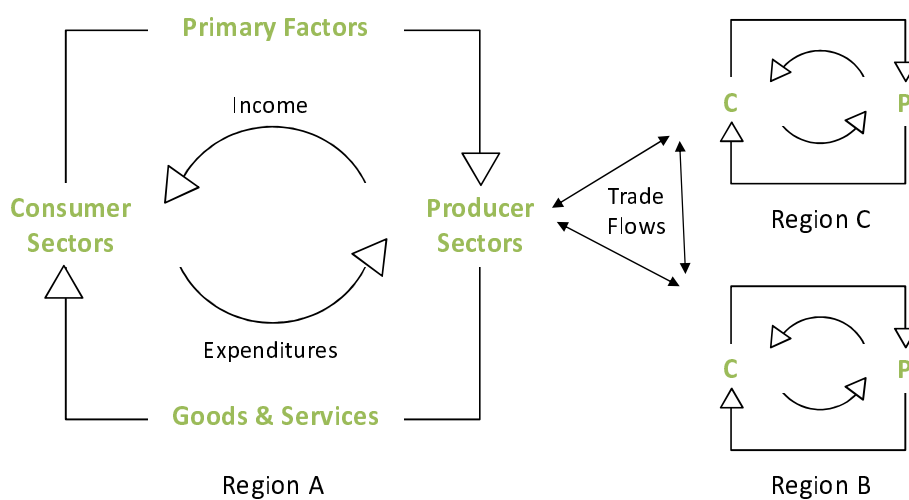 Primary Factors
Income
Consumer
Sectors
Producer
Sectors
Expenditures
Goods & Services
Region A
Trade
Flows
C
P
Region C
C
P
Region B